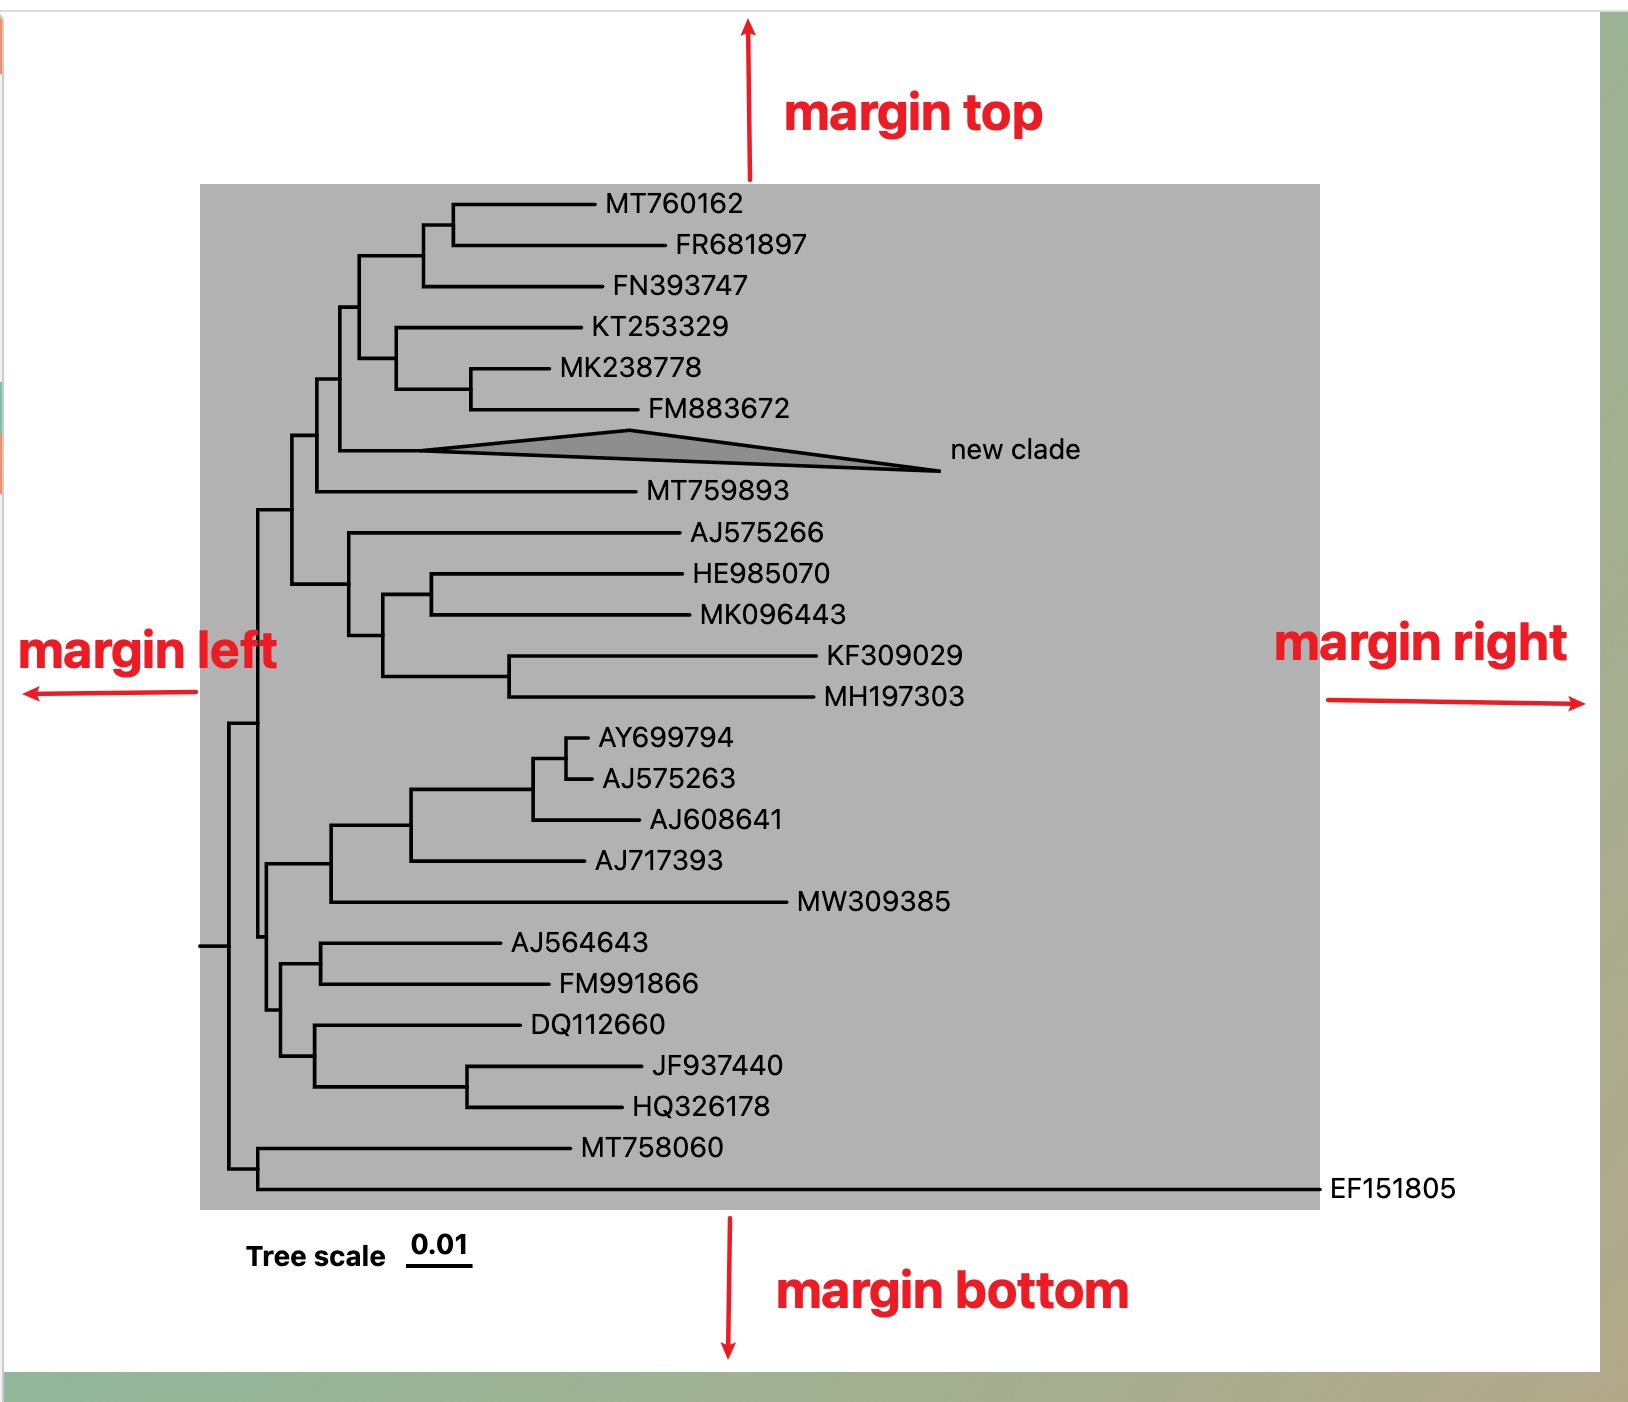 margin top
MT760162
FR681897
FN393747
KT253329
MK238778
FM883672
new clade
MT759893
AJ575266
HE985070
MK096443
margin left
margin right
KF309029
MH197303
AY699794
AJ575263
AJ608641
AJ717393
MW309385
AJ564643
FM991866
DQ112660
JF937440
HQ326178
MT758060
EF151805
Tree scale 0.01
margin bottom